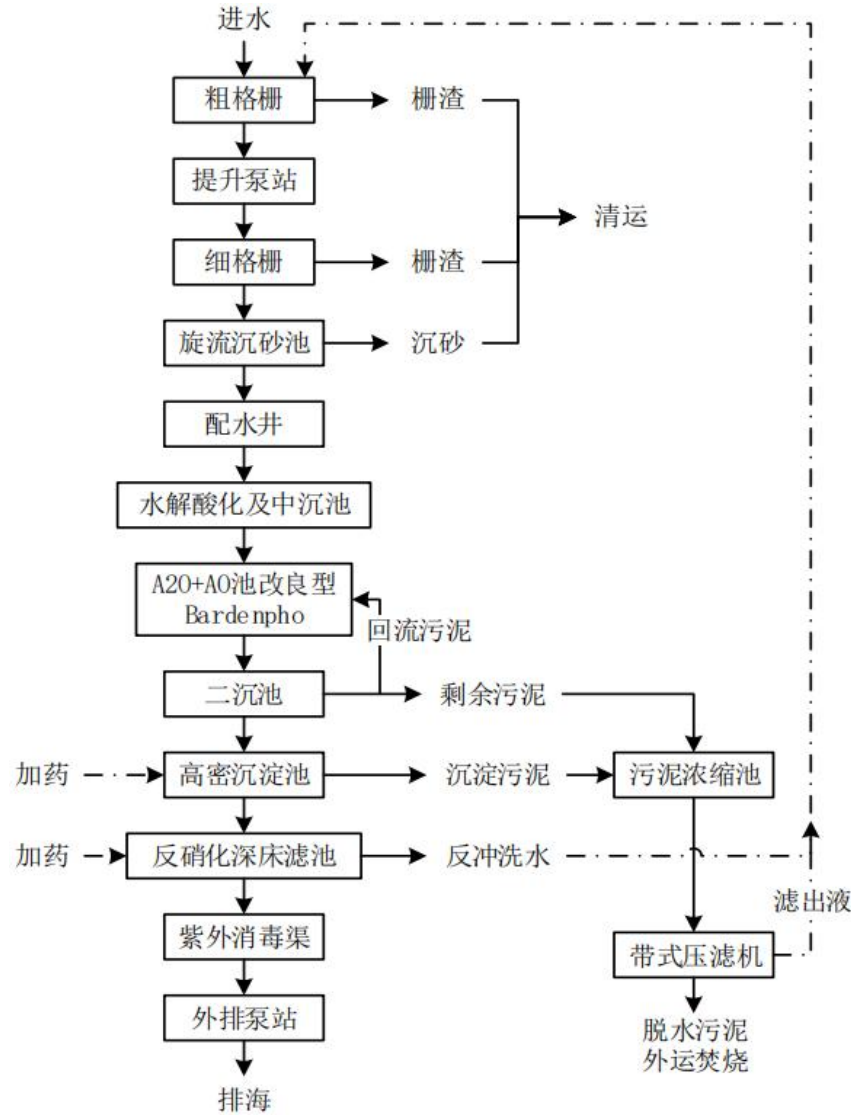 进水
粗格栅
栅渣
提升泵站
清运
细格栅
栅渣
旋流沉砂池
沉砂
配水井
水解酸化及中沉池
A2O+AO池改良型
Bardenpho
回流污泥
二沉池
剩余污泥
加药
高密沉淀池
沉淀污泥
污泥浓缩池
加药
反硝化深床滤池
反冲洗水
滤出液
紫外消毒渠
带式压滤机
外排泵站
脱水污泥
外运焚烧
排海